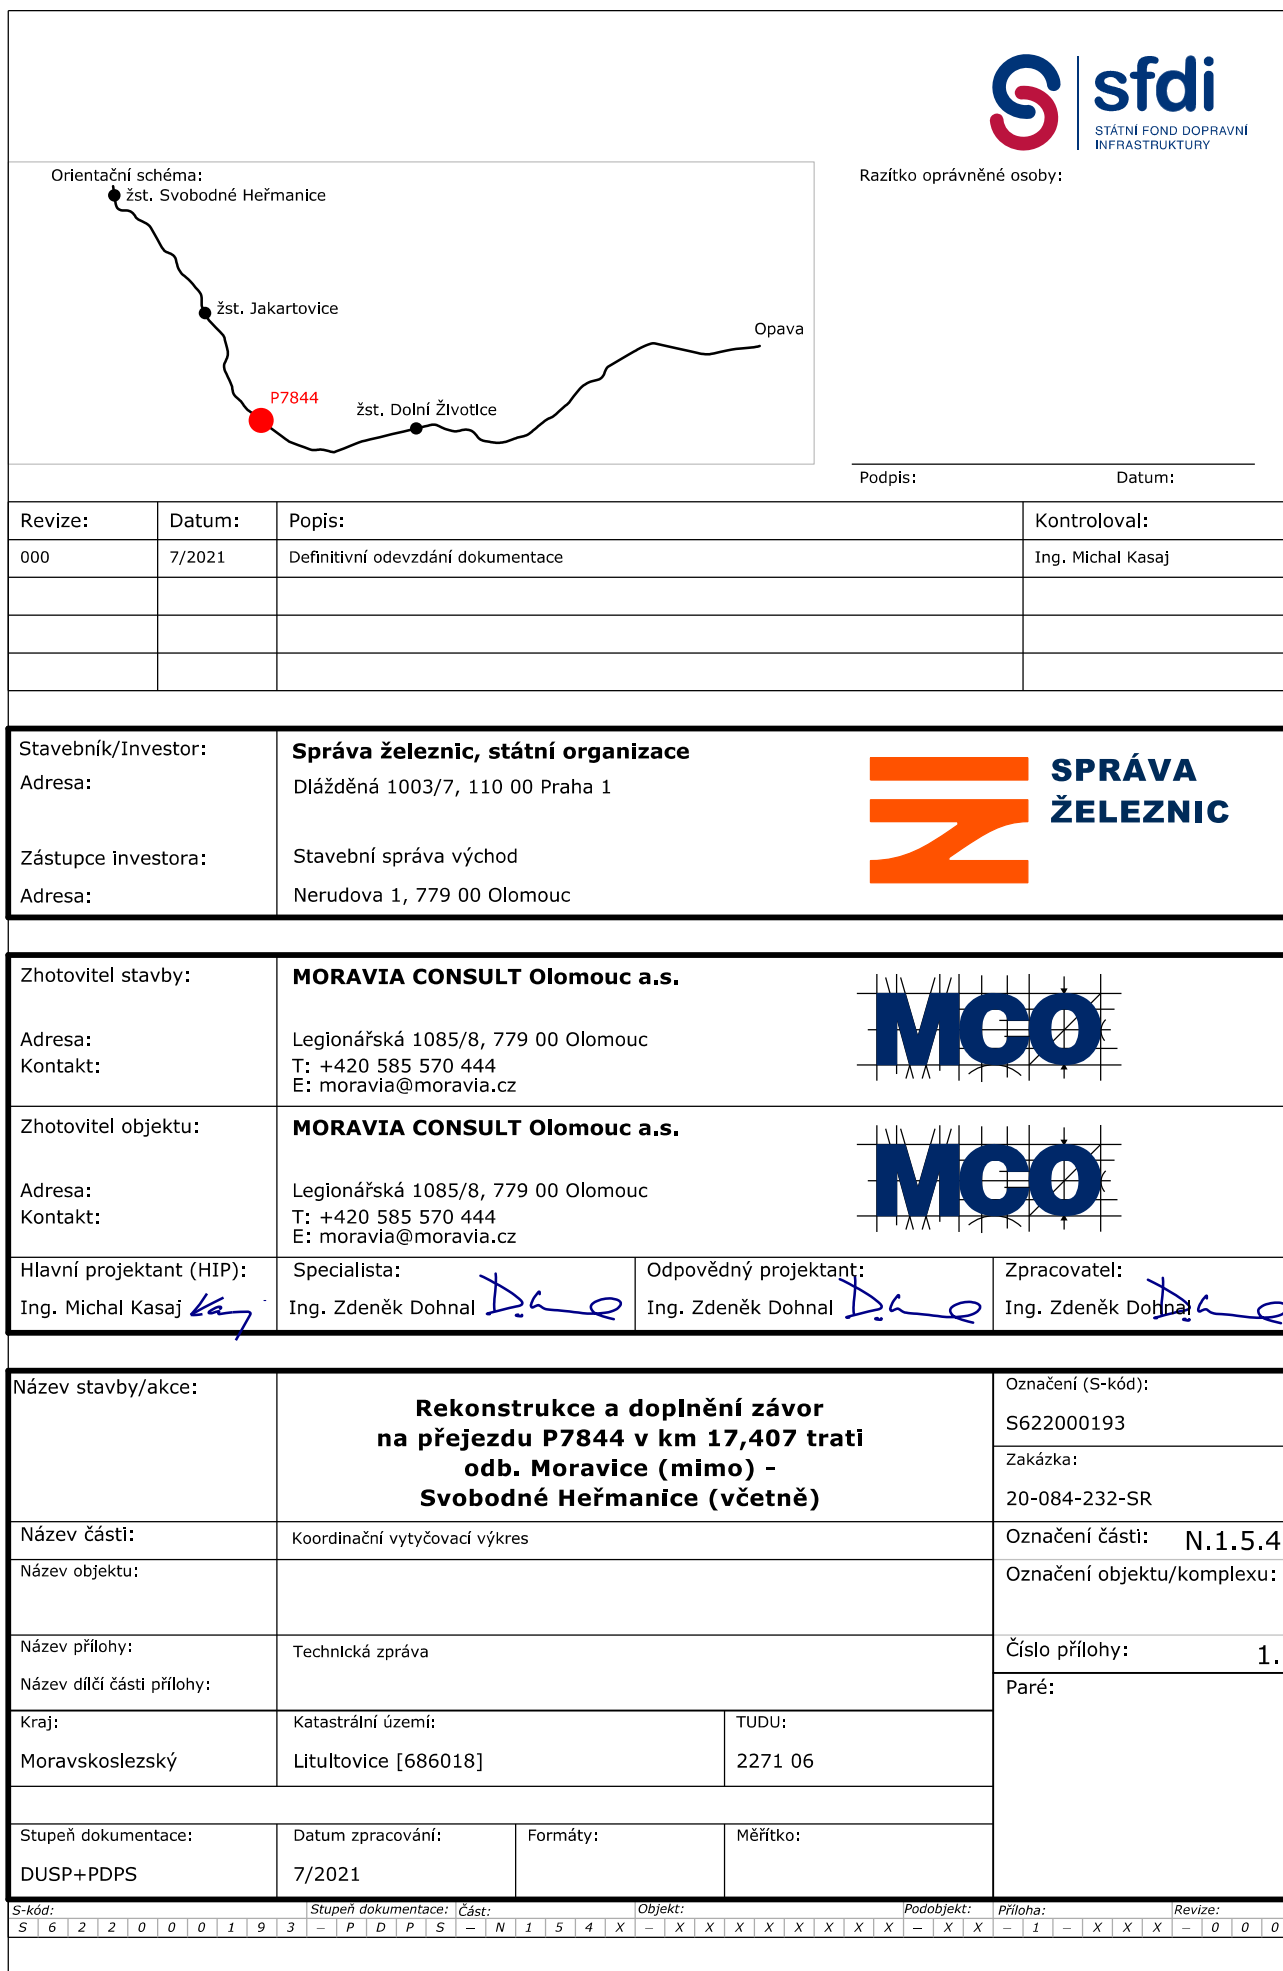 sfdi
STÁTNÍ FOND DOPRAVNÍ
INFRASTRUKTURY
Orientační schéma:
Razítko oprávněné osoby:
žst. Svobodné Heřmanice
žst. Jakartovice
Opava
P7844
žst. Dolní Životice
Podpis: Datum:
Revize: Datum: Popis: Kontroloval:
000 7/2021 Definitivní odevzdání dokumentace Ing. Michal Kasaj
Stavebník/Investor: Správa železnic, státní organizace
Adresa: Dlážděná 1003/7, 110 00 Praha 1
SPRÁVA
ŽELEZNIC
Zástupce investora: Stavební správa východ
Adresa: Nerudova 1, 779 00 Olomouc
Zhotovitel stavby: MORAVIA CONSULT Olomouc a.s.
MCO
Adresa: Legionářská 1085/8, 779 00 Olomouc
Kontakt: T: +420 585 570 444
E: moravia@moravia.cz
Zhotovitel objektu: MORAVIA CONSULT Olomouc a.s.
MCO
Adresa: Legionářská 1085/8, 779 00 Olomouc
Kontakt: T: +420 585 570 444
E: moravia@moravia.cz
Hlavní projektant (HIP): Specialista: Odpovědný projektant: Zpracovatel:
Ing. Michal Kasaj Ing. Zdeněk Dohnal Ing. Zdeněk Dohnal Ing. Zdeněk Dohnal
Název stavby/akce:
Rekonstrukce a doplnění závor
na přejezdu P7844 v km 17,407 trati
odb. Moravice (mimo) -
Svobodné Heřmanice (včetně)
Označení (S-kód):
S622000193
Zakázka:
20-084-232-SR
Název části: Koordinační vytyčovací výkres
Označení části: N.1.5.4
Název objektu:
Označení objektu/komplexu:
Název přílohy: Technická zpráva
Číslo přílohy: 1.
Název dílčí části přílohy:
Paré:
Kraj: Katastrální území: TUDU:
Moravskoslezský Litultovice [686018] 2271 06
Stupeň dokumentace: Datum zpracování: Formáty: Měřítko:
DUSP+PDPS 7/2021
S-kód: Stupeň dokumentace: Část: Objekt: Podobjekt: Příloha: Revize:
S 6 2 2 0 0 0 1 9 3 – P D P S – N 1 5 4 X – X X X X X X X X – X X – 1 – X X X – 0 0 0